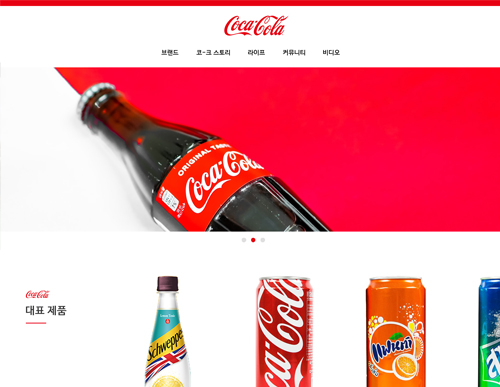 Coca-Cola
브랜드 코-크 스토리 라이프 커뮤니티 비디오
ORIGINAL TASTE
Coca-Cola
Coca-Cola
대표 제품
Schweppes
Coca-Cola